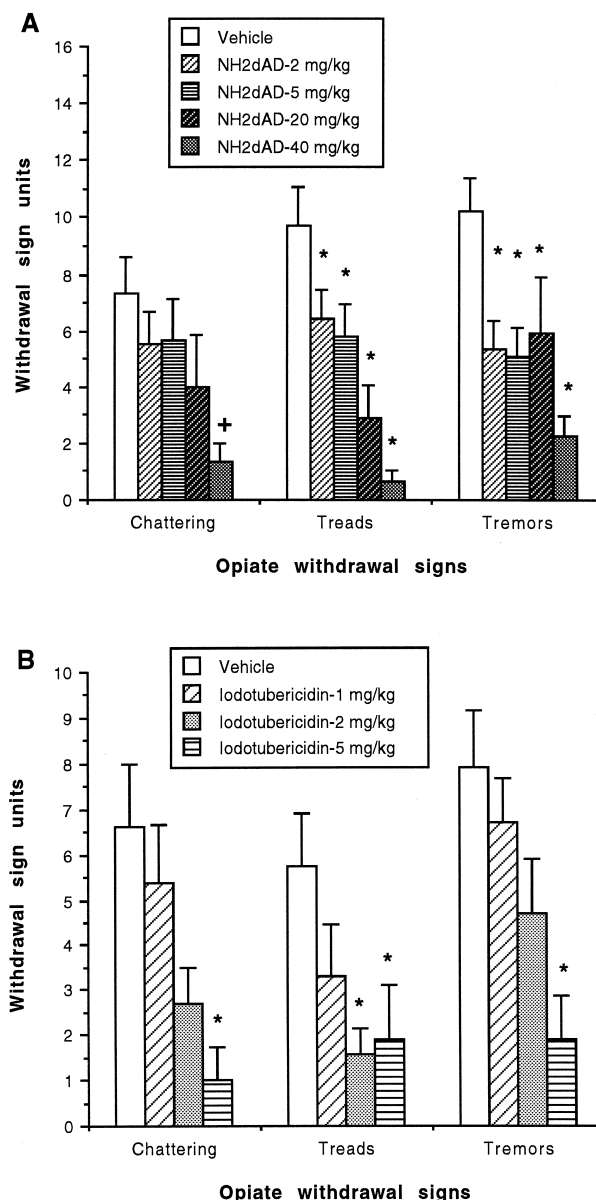 A
16
14
12
10
8
6
4
2
0
Withdrawal sign units
Vehicle
NH2dAD-2 mg/kg
NH2dAD-5 mg/kg
NH2dAD-20 mg/kg
NH2dAD-40 mg/kg
* * * *
* * * *
+
Chattering Treads Tremors
Opiate withdrawal signs
B
10
9
8
7
6
5
4
3
2
1
0
Withdrawal sign units
Vehicle
Iodotubericidin-1 mg/kg
Iodotubericidin-2 mg/kg
Iodotubericidin-5 mg/kg
* * * *
Chattering Treads Tremors
Opiate withdrawal signs